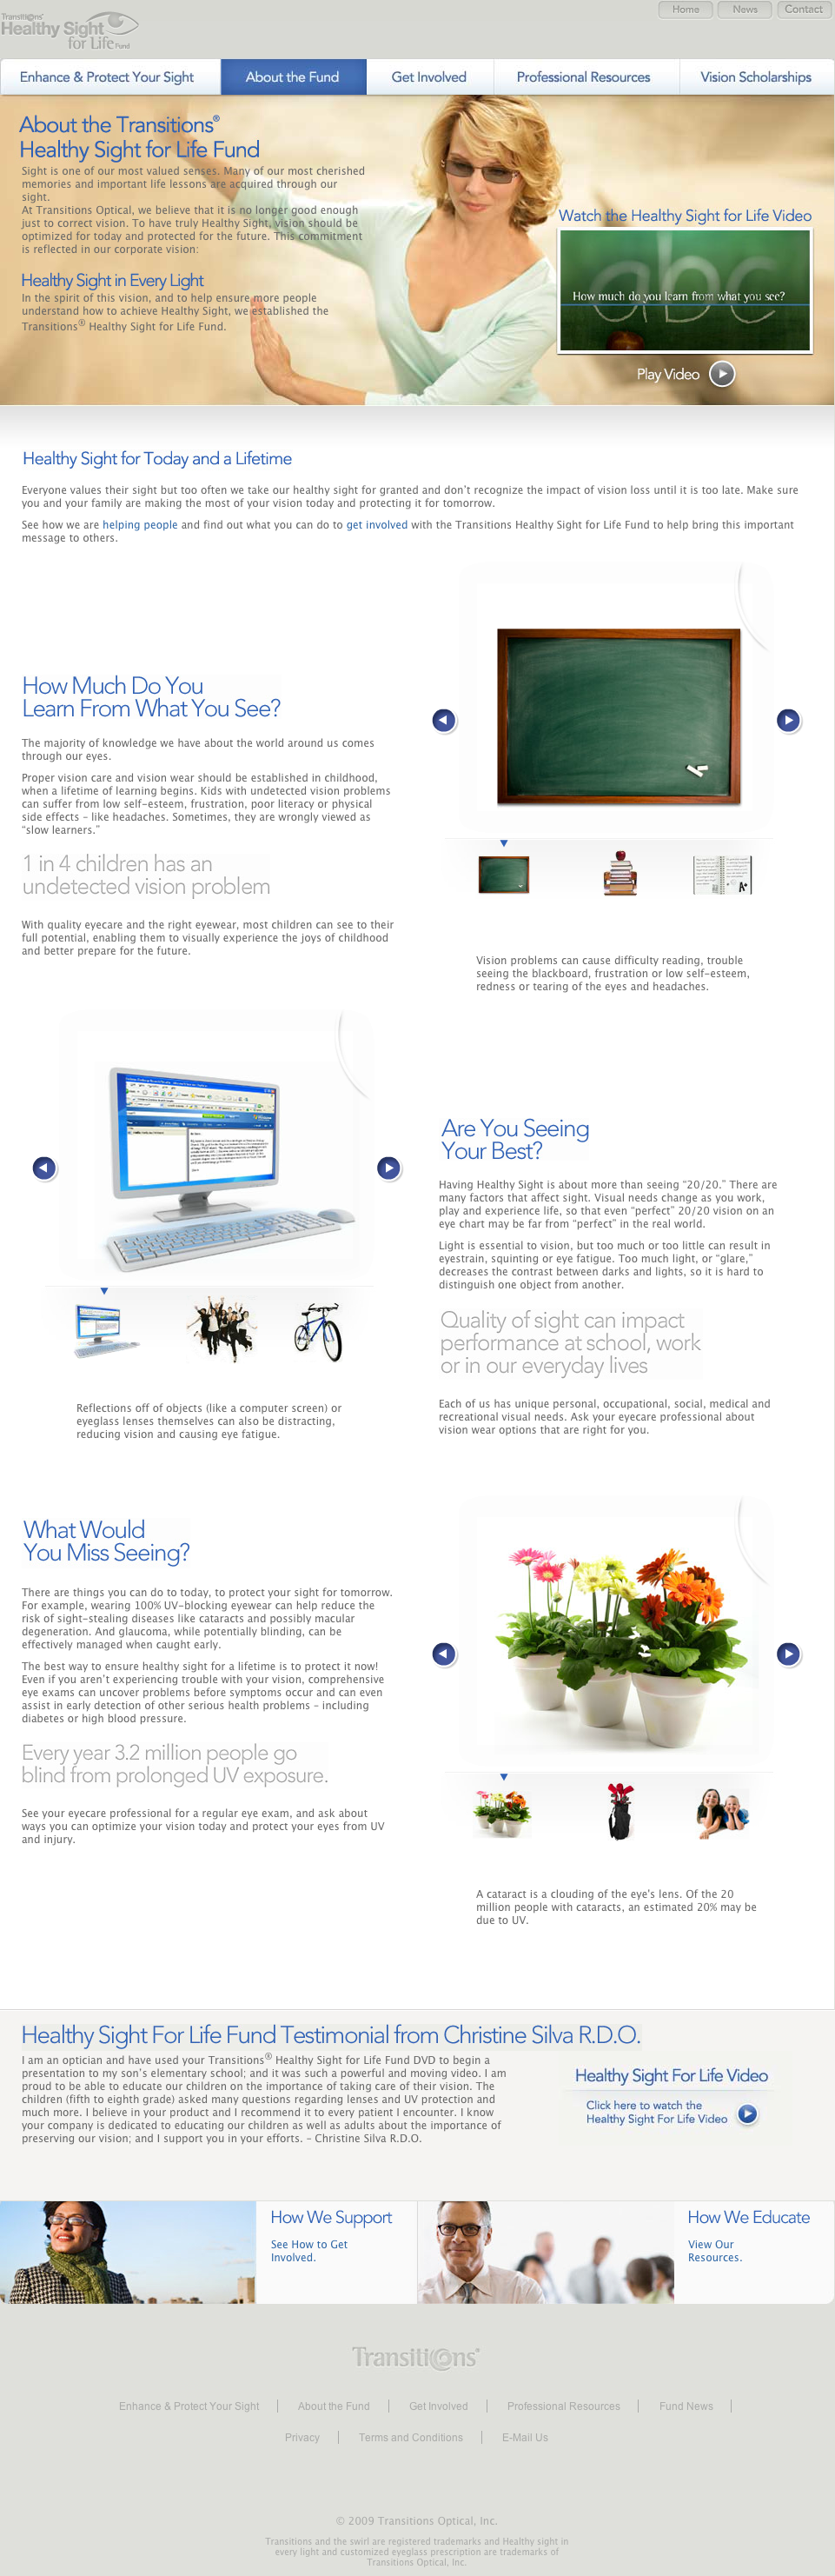 Transitions®
Healthy Sight
for Life Fund
Home
News
Contact
Enhance & Protect Your Sight
About the Fund
Get Involved
Professional Resources
Vision Scholarships
About the Transitions®
Healthy Sight for Life Fund
Sight is one of our most valued senses. Many of our most cherished
memories and important life lessons are acquired through our
sight.
At Transitions Optical, we believe that it is no longer good enough
just to correct vision. To have truly Healthy Sight, vision should be
optimized for today and protected for the future. This commitment
is reflected in our corporate vision:
Healthy Sight in Every Light
In the spirit of this vision, and to help ensure more people
understand how to achieve Healthy Sight, we established the
Transitions® Healthy Sight for Life Fund.
Watch the Healthy Sight for Life Video
abc
How much do you learn from what you see?
Play Video
Healthy Sight for Today and a Lifetime
Everyone values their sight but too often we take our healthy sight for granted and don’t recognize the impact of vision loss until it is too late. Make sure
you and your family are making the most of your vision today and protecting it for tomorrow.
See how we are helping people and find out what you can do to get involved with the Transitions Healthy Sight for Life Fund to help bring this important
message to others.
How Much Do You
Learn From What You See?
The majority of knowledge we have about the world around us comes
through our eyes.
Proper vision care and vision wear should be established in childhood,
when a lifetime of learning begins. Kids with undetected vision problems
can suffer from low self-esteem, frustration, poor literacy or physical
side effects – like headaches. Sometimes, they are wrongly viewed as
“slow learners.”
1 in 4 children has an
undetected vision problem
With quality eyecare and the right eyewear, most children can see to their
full potential, enabling them to visually experience the joys of childhood
and better prepare for the future.
A+
Vision problems can cause difficulty reading, trouble
seeing the blackboard, frustration or low self-esteem,
redness or tearing of the eyes and headaches.
Reflections off of objects (like a computer screen) or
eyeglass lenses themselves can also be distracting,
reducing vision and causing eye fatigue.
Are You Seeing
Your Best?
Having Healthy Sight is about more than seeing “20/20.” There are
many factors that affect sight. Visual needs change as you work,
play and experience life, so that even “perfect” 20/20 vision on an
eye chart may be far from “perfect” in the real world.
Light is essential to vision, but too much or too little can result in
eyestrain, squinting or eye fatigue. Too much light, or “glare,”
decreases the contrast between darks and lights, so it is hard to
distinguish one object from another.
Quality of sight can impact
performance at school, work
or in our everyday lives
Each of us has unique personal, occupational, social, medical and
recreational visual needs. Ask your eyecare professional about
vision wear options that are right for you.
What Would
You Miss Seeing?
There are things you can do to today, to protect your sight for tomorrow.
For example, wearing 100% UV-blocking eyewear can help reduce the
risk of sight-stealing diseases like cataracts and possibly macular
degeneration. And glaucoma, while potentially blinding, can be
effectively managed when caught early.
The best way to ensure healthy sight for a lifetime is to protect it now!
Even if you aren’t experiencing trouble with your vision, comprehensive
eye exams can uncover problems before symptoms occur and can even
assist in early detection of other serious health problems – including
diabetes or high blood pressure.
Every year 3.2 million people go
blind from prolonged UV exposure.
See your eyecare professional for a regular eye exam, and ask about
ways you can optimize your vision today and protect your eyes from UV
and injury.
A cataract is a clouding of the eye's lens. Of the 20
million people with cataracts, an estimated 20% may be
due to UV.
Healthy Sight For Life Fund Testimonial from Christine Silva R.D.O.
I am an optician and have used your Transitions® Healthy Sight for Life Fund DVD to begin a
presentation to my son's elementary school; and it was such a powerful and moving video. I am
proud to be able to educate our children on the importance of taking care of their vision. The
children (fifth to eighth grade) asked many questions regarding lenses and UV protection and
much more. I believe in your product and I recommend it to every patient I encounter. I know
your company is dedicated to educating our children as well as adults about the importance of
preserving our vision; and I support you in your efforts. – Christine Silva R.D.O.
Healthy Sight For Life Video
Click here to watch the
Healthy Sight For Life Video
How We Support
See How to Get
Involved.
How We Educate
View Our
Resources.
Transitions®
Enhance & Protect Your Sight
About the Fund
Get Involved
Professional Resources
Fund News
Privacy
Terms and Conditions
E-Mail Us
© 2009 Transitions Optical, Inc.
Transitions and the swirl are registered trademarks and Healthy sight in
every light and customized eyeglass prescription are trademarks of
Transitions Optical, Inc.